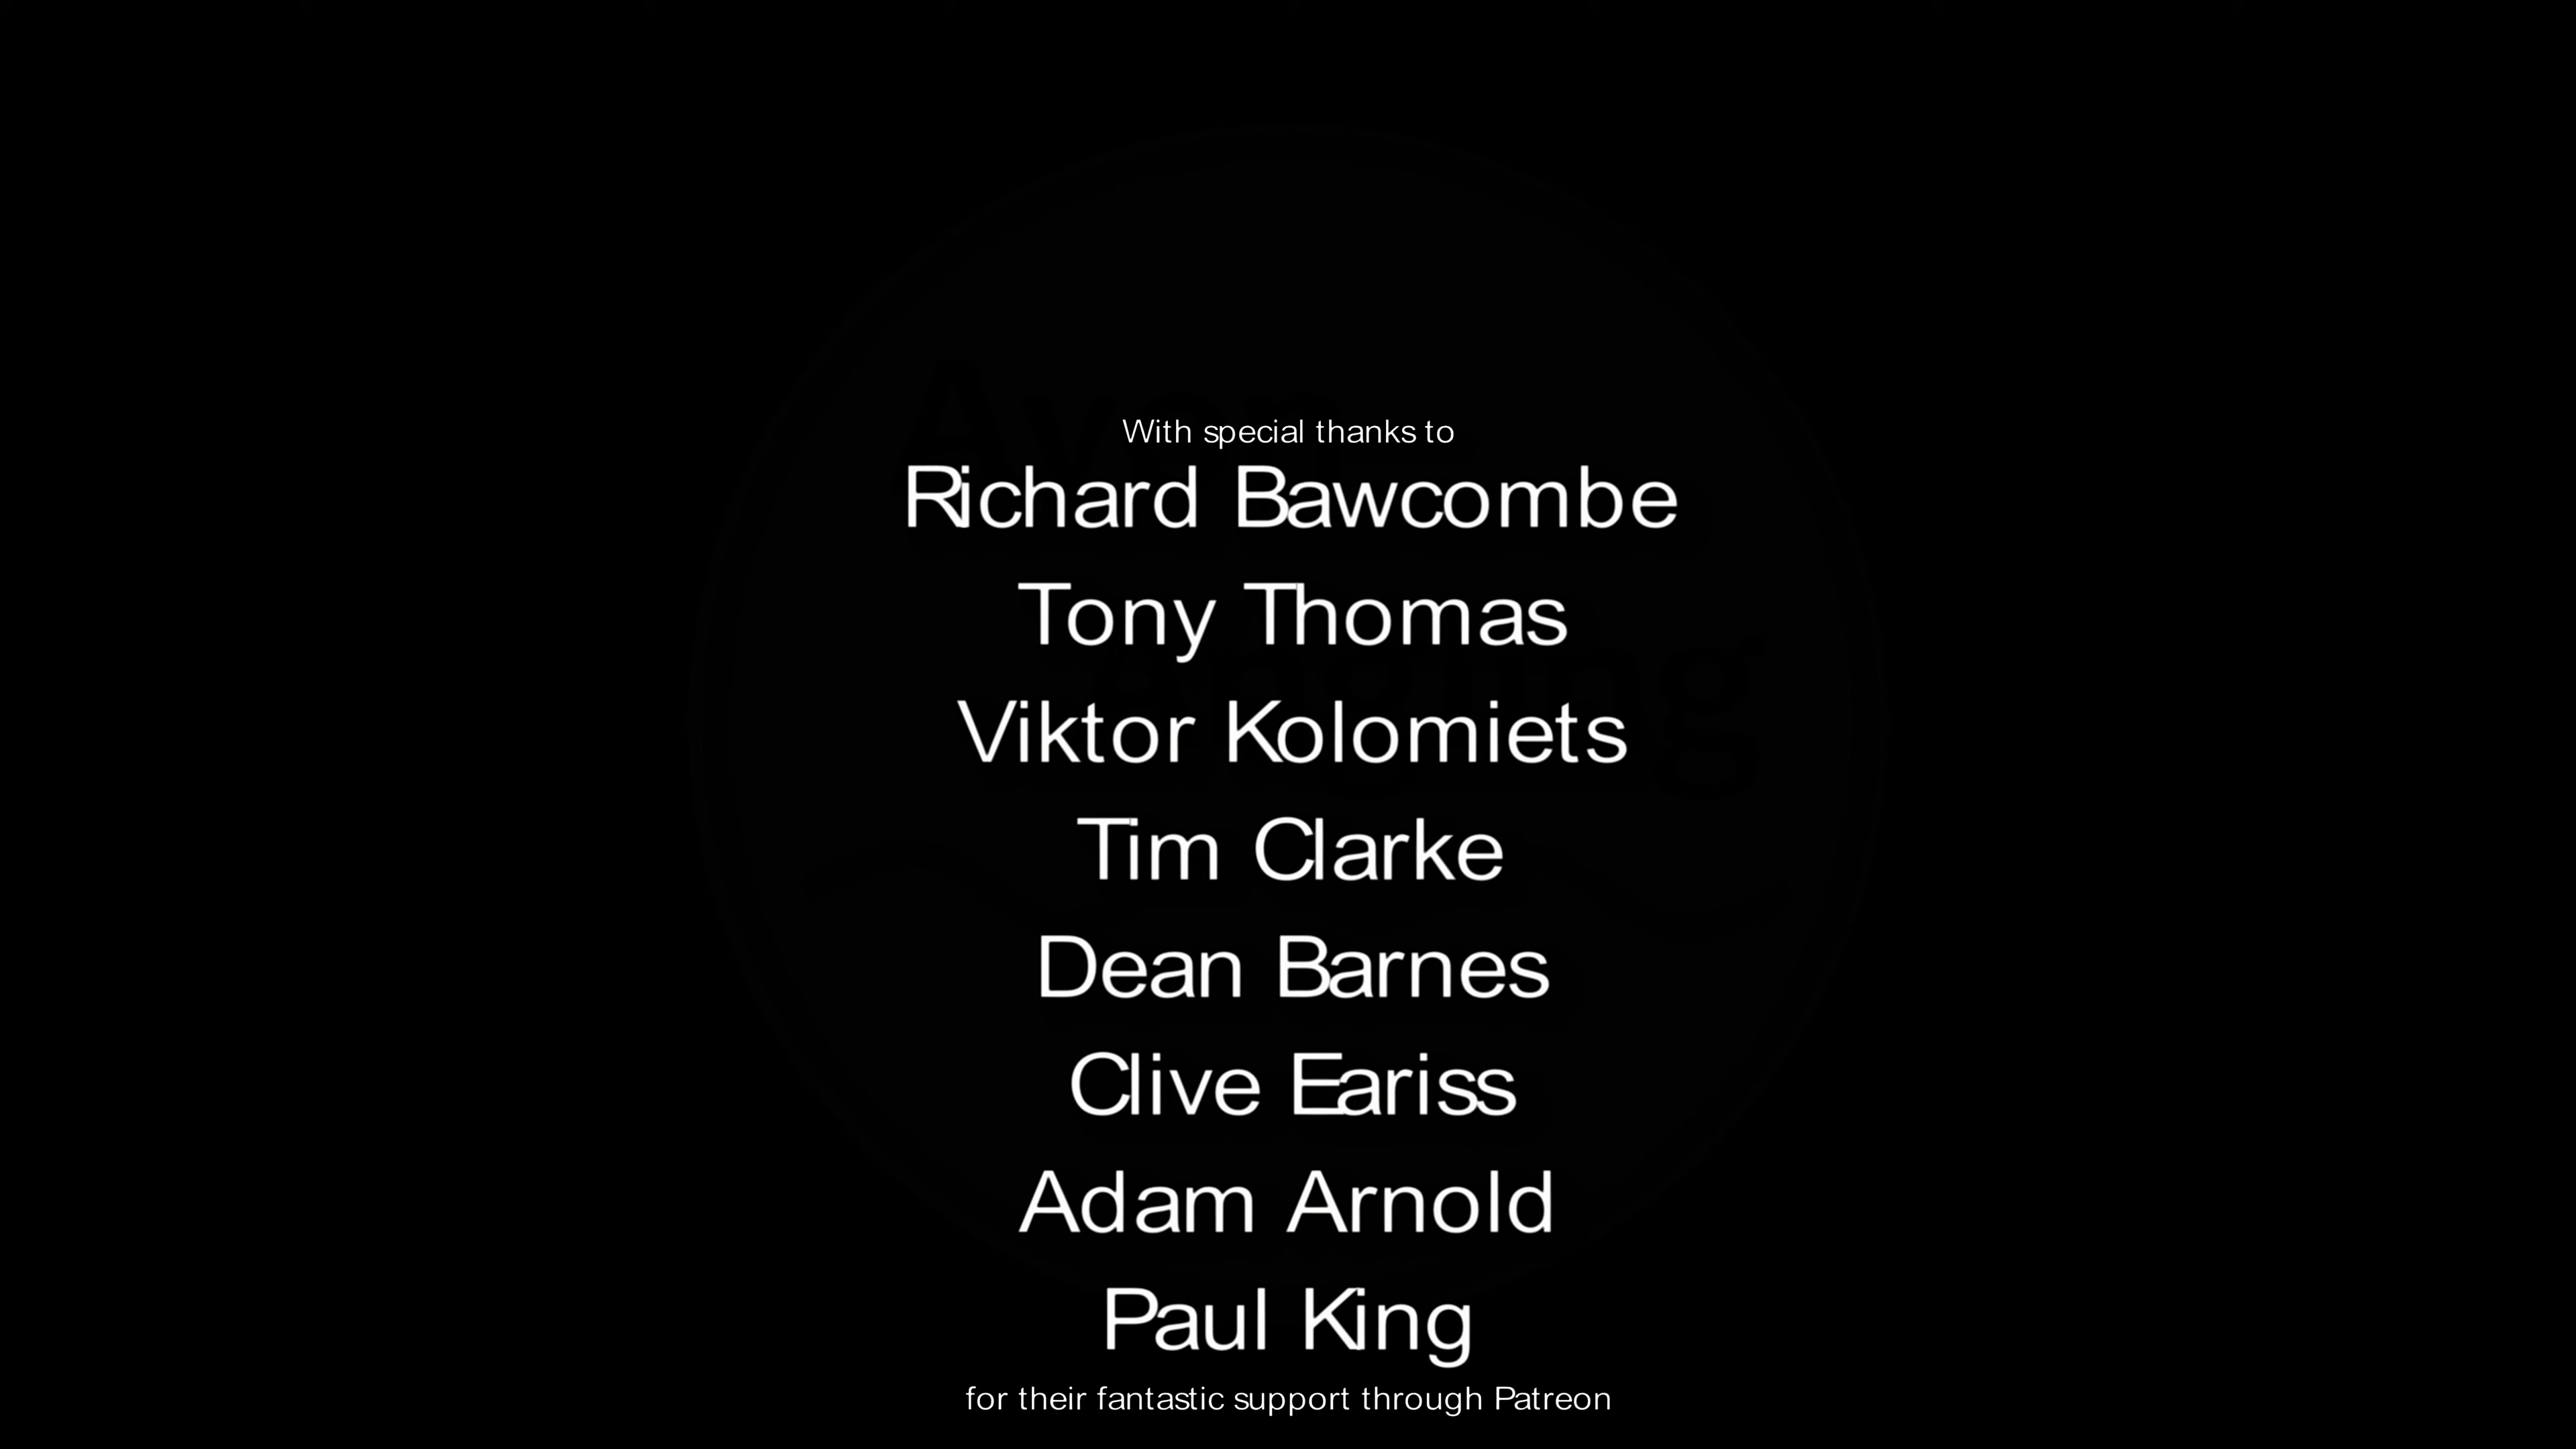 With special thanks to
Richard Bawcombe
Tony Thomas
Viktor Kolomiets
Tim Clarke
Dean Barnes
Clive Eariss
Adam Arnold
Paul King
for their fantastic support through Patreon